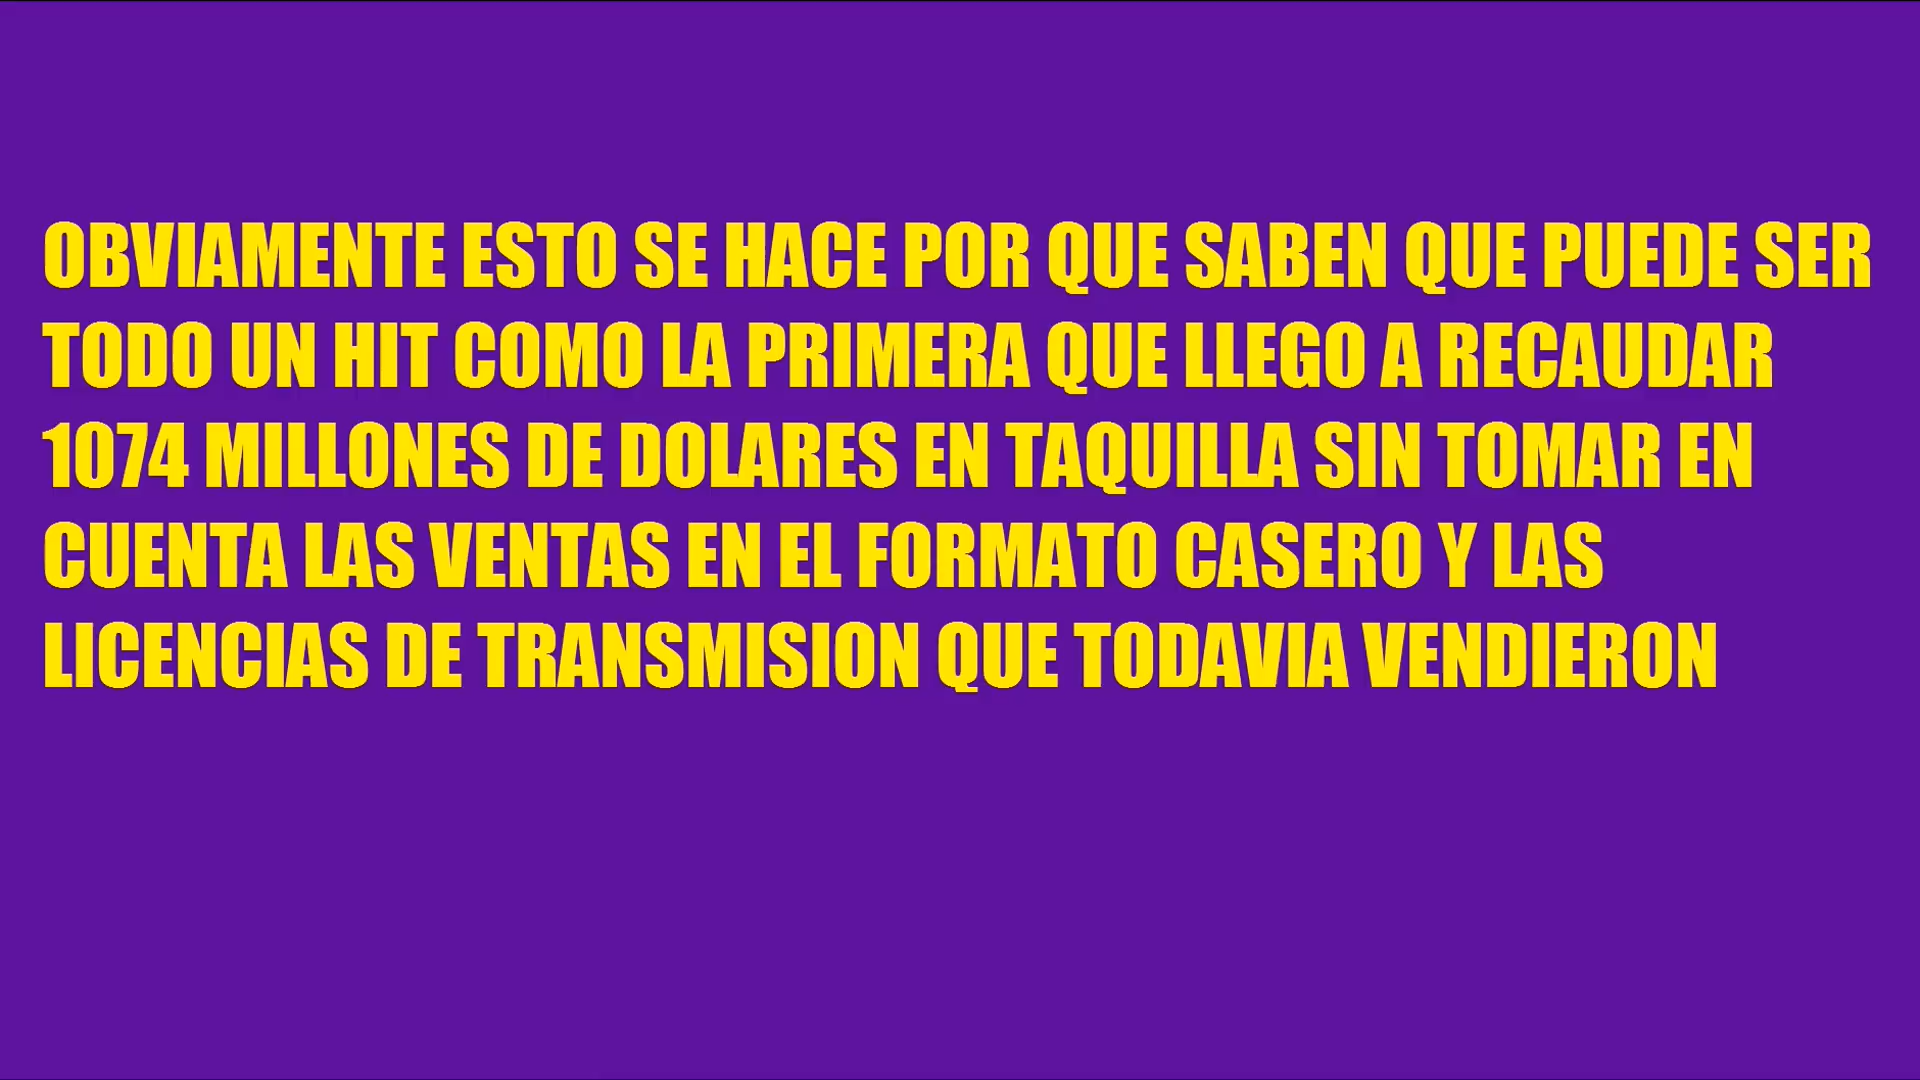 OBVIAMENTE ESTO SE HACE POR QUE SABEN QUE PUEDE SER
TODO UN HIT COMO LA PRIMERA QUE LLEGO A RECAUDAR
1074 MILLONES DE DOLARES EN TAQUILLA SIN TOMAR EN
CUENTA LAS VENTAS EN EL FORMATO CASERO Y LAS
LICENCIAS DE TRANSMISION QUE TODAVIA VENDIERON